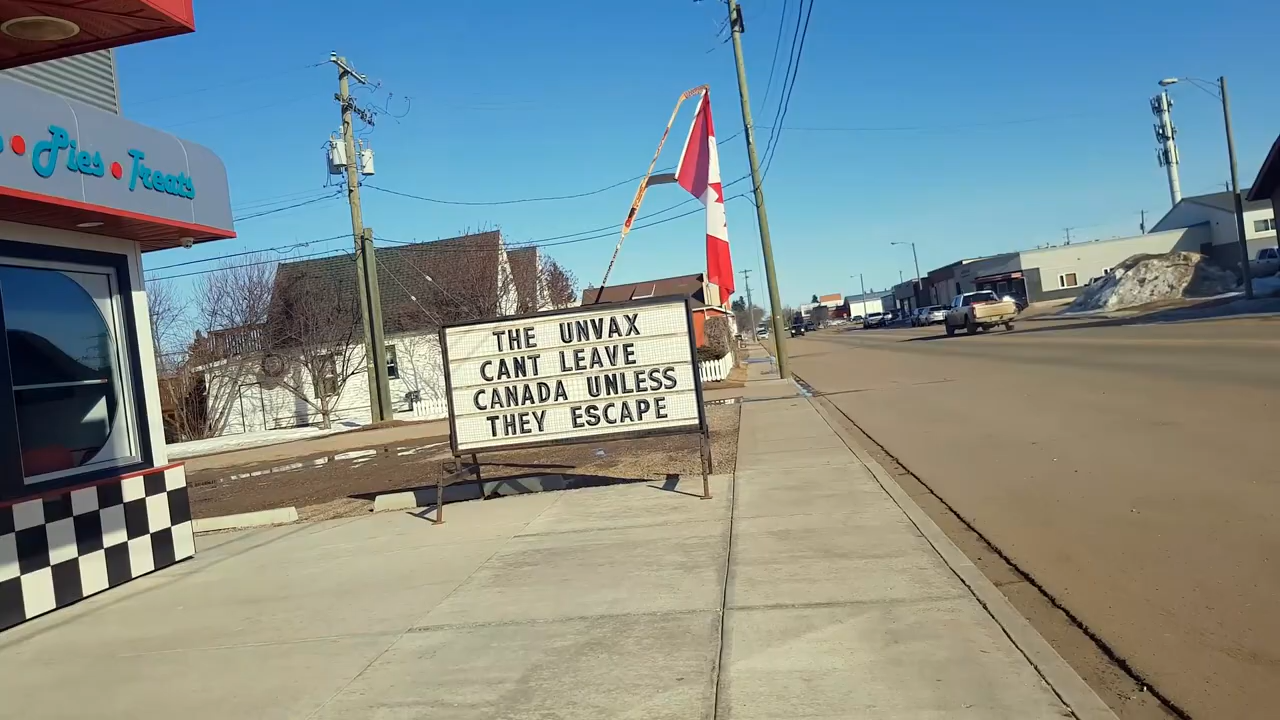 Pies • Treats
THE UNVAX
CANT LEAVE
CANADA UNLESS
THEY ESCAPE